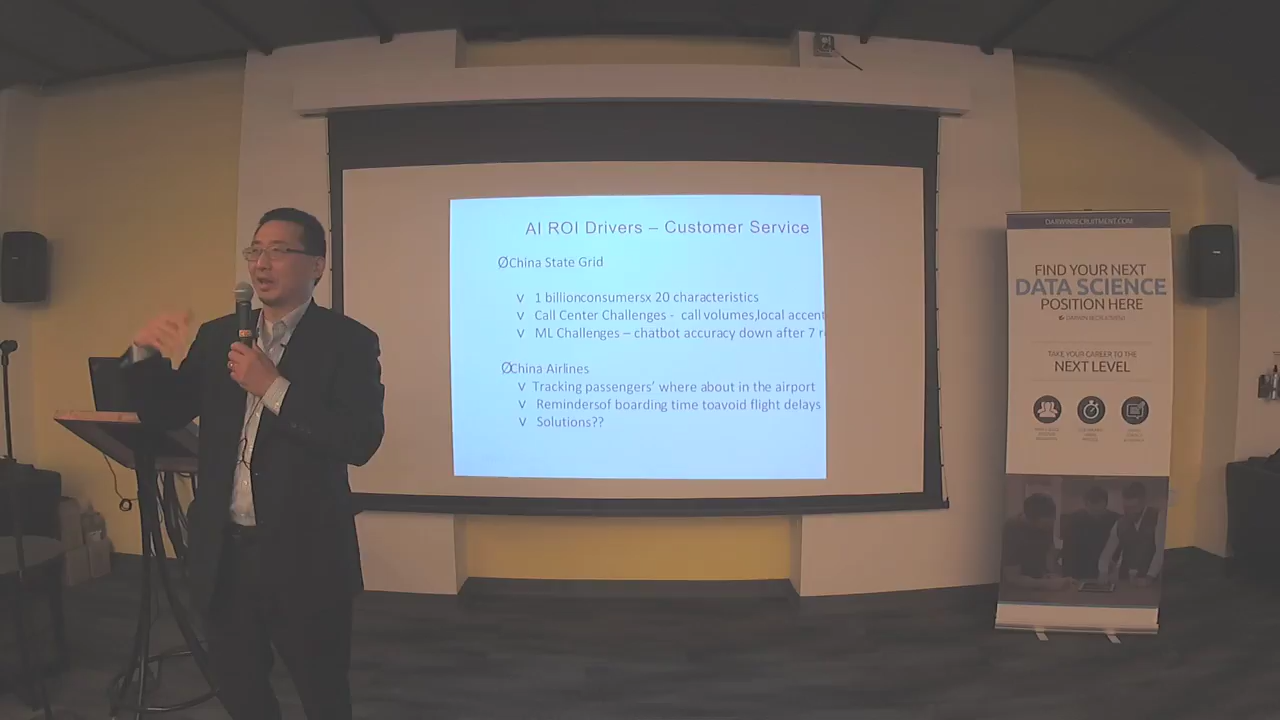 AI ROI Drivers – Customer Service
ØChina State Grid
v 1 billionconsumersx 20 characteristics
v Call Center Challenges - call volumes,local accent
v ML Challenges – chatbot accuracy down after 7 r
ØChina Airlines
v Tracking passengers' where about in the airport
v Remindersof boarding time toavoid flight delays
v Solutions??
DARWINRECRUITMENT.COM
FIND YOUR NEXT
DATA SCIENCE
POSITION HERE
DARWIN RECRUITMENT
TAKE YOUR CAREER TO THE
NEXT LEVEL